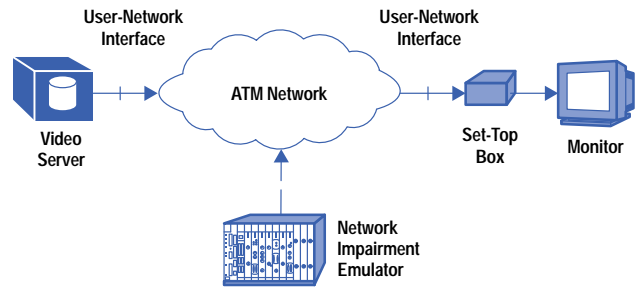 User-Network
Interface
User-Network
Interface
ATM Network
Video
Server
Set-Top
Box
Monitor
Network
Impairment
Emulator